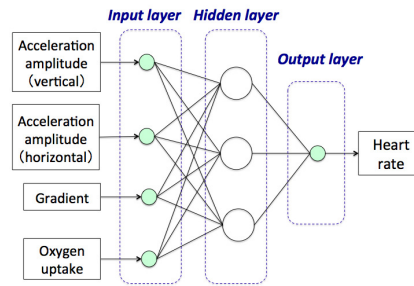 Input layer
Hidden layer
Output layer
Acceleration
amplitude
(vertical)
Acceleration
amplitude
(horizontal)
Gradient
Oxygen
uptake
Heart
rate